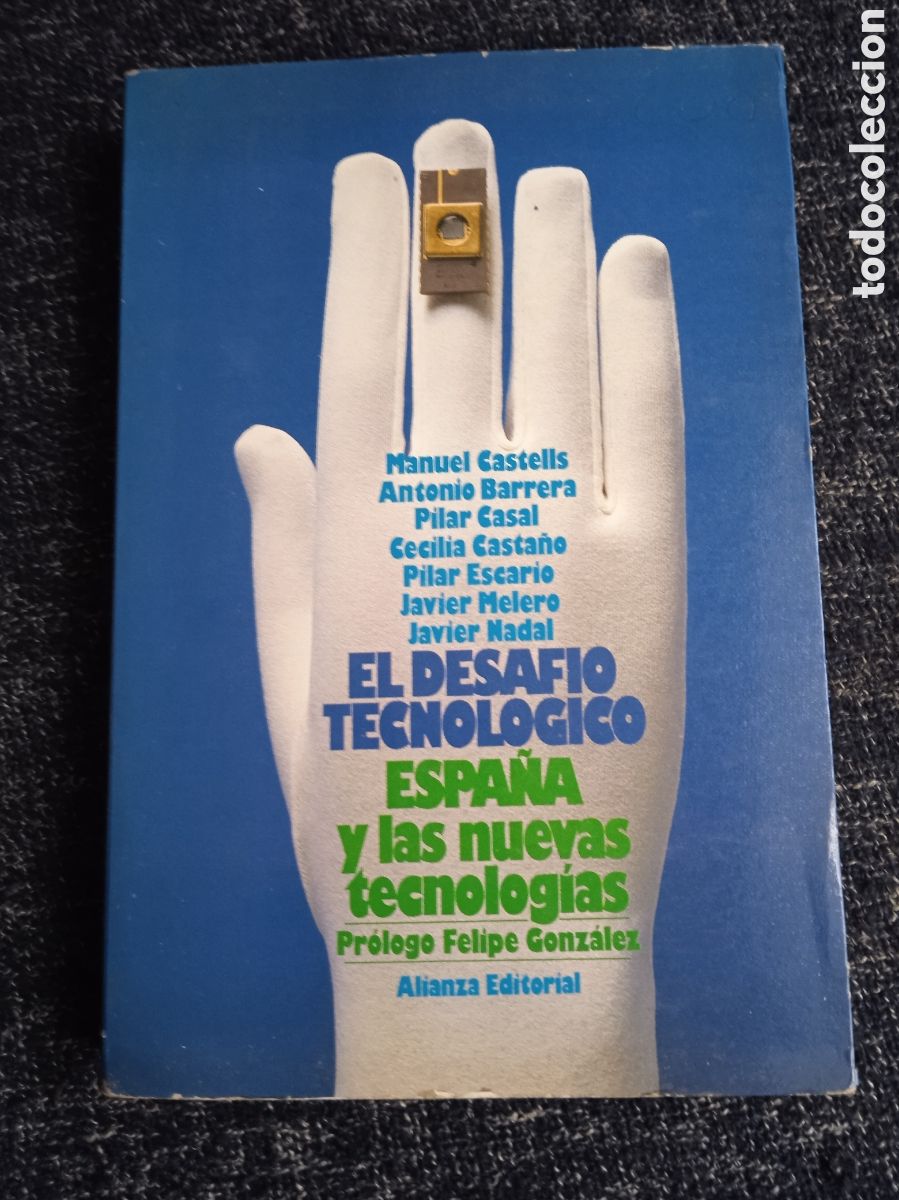 todocoleccion
Manuel Castells
Antonio Barrera
Pilar Casal
Cecilia Castaño
Pilar Escario
Javier Melero
Javier Nadal
EL DESAFIO
TECNOLOGICO
ESPAÑA
y las nuevas
tecnologías
Prólogo Felipe González
Alianza Editorial